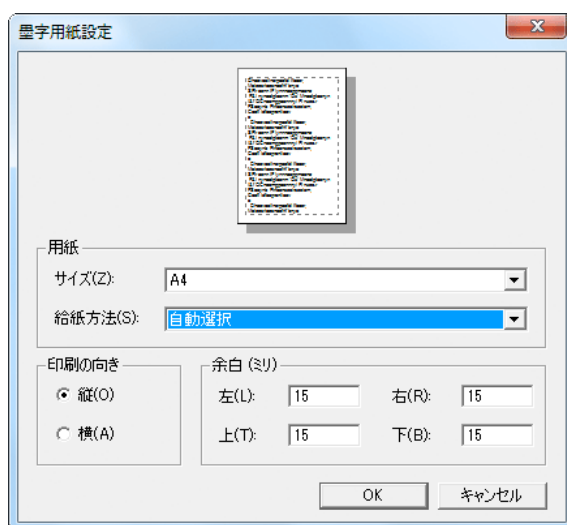 墨字用紙設定
用紙
サイズ(Z): A4
給紙方法(S): 自動選択
印刷の向き
縦(O)
横(A)
余白 (ミリ)
左(L): 15 右(R): 15
上(T): 15 下(B): 15
OK キャンセル